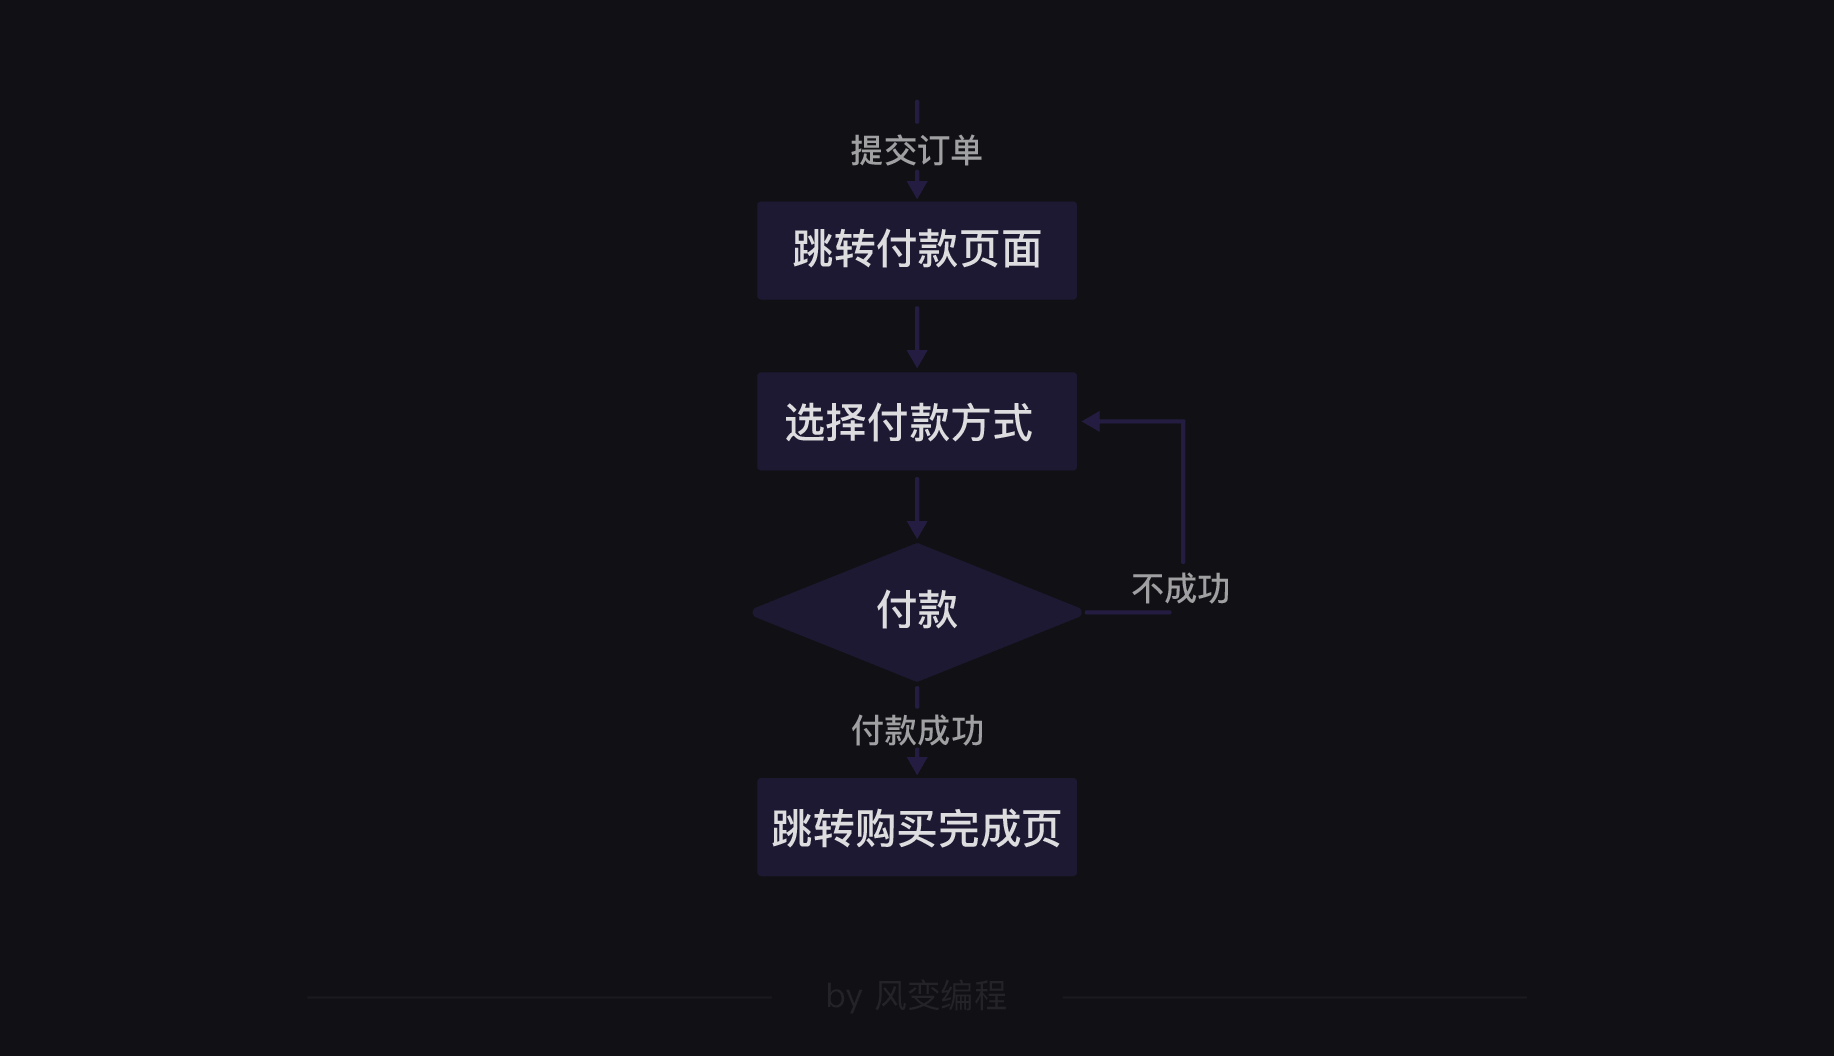 提交订单
跳转付款页面
选择付款方式
付款
不成功
付款成功
跳转购买完成页
by 风变编程